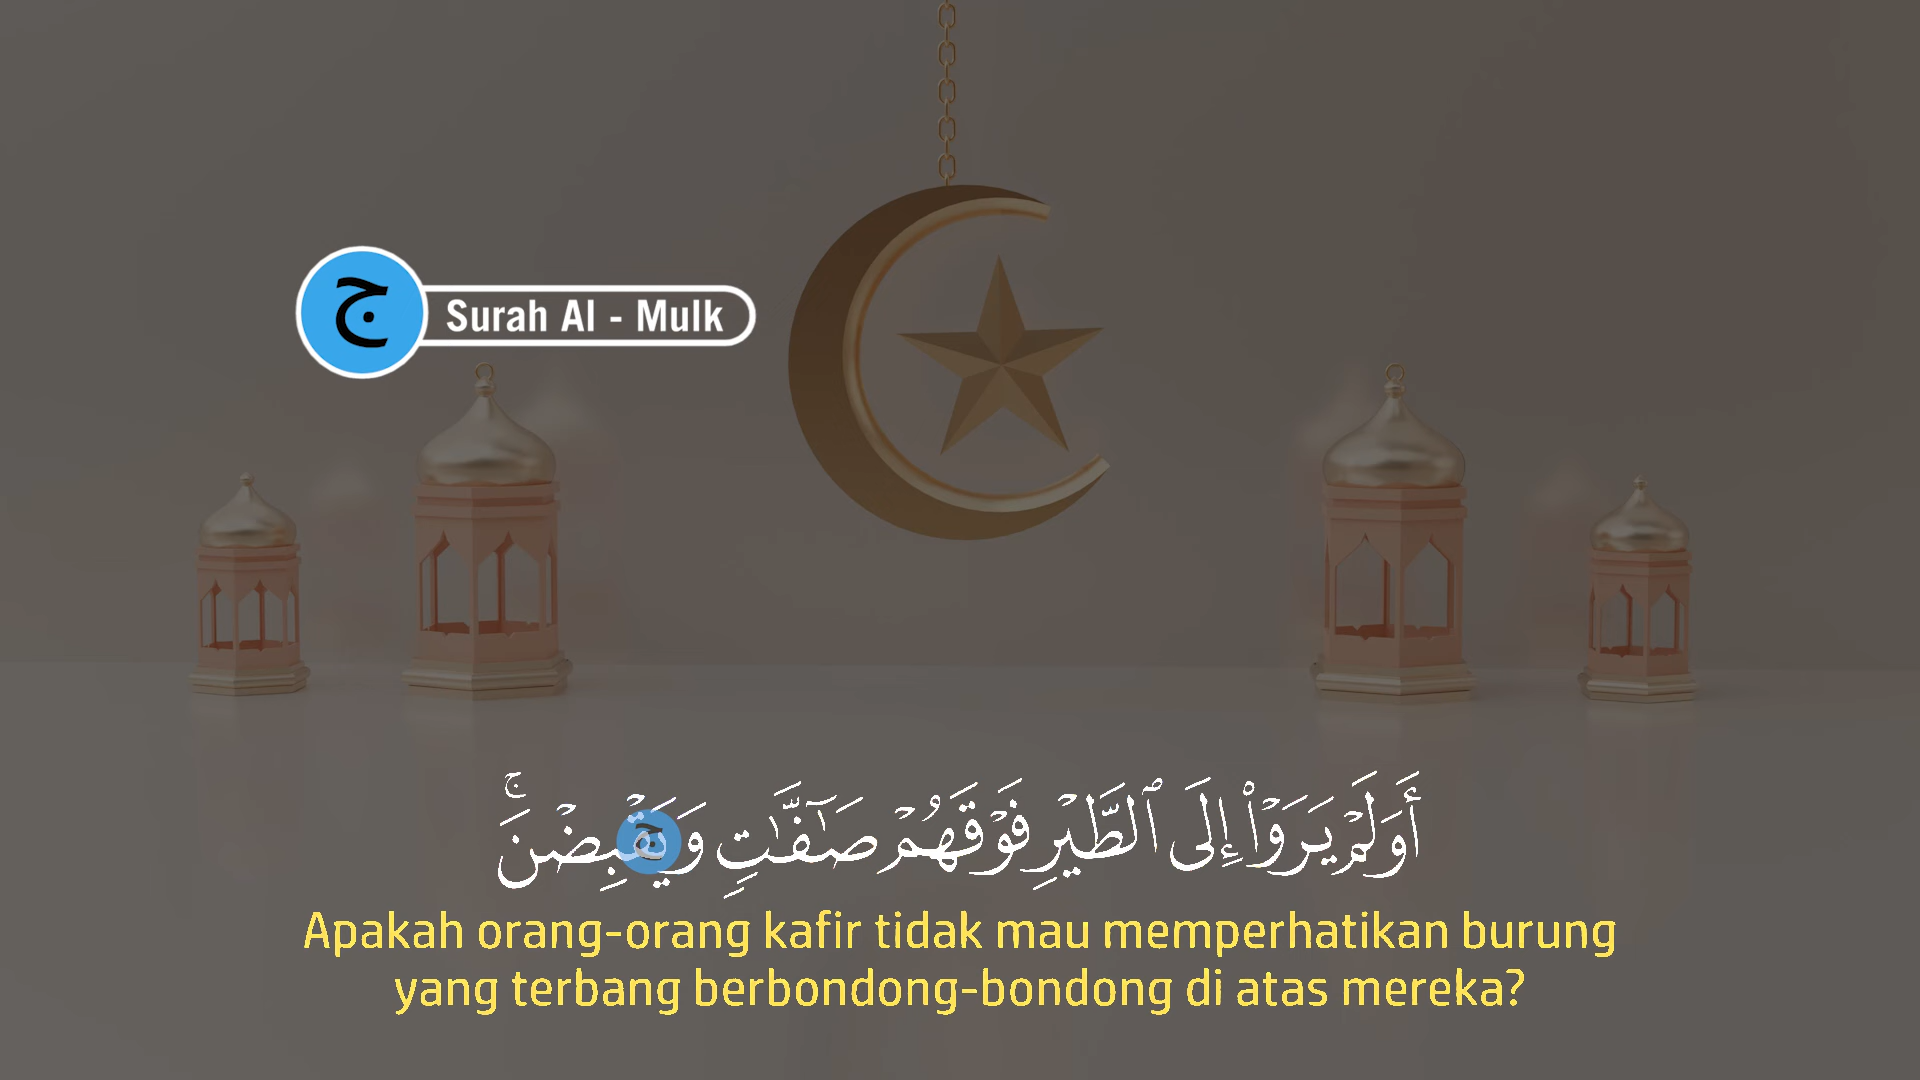 ج
Surah Al - Mulk
أَوَلَمْ يَرَوْا۟ إِلَى ٱلطَّيْرِ فَوْقَهُمْ صَـٰٓفَّـٰتٍ وَيَقْبِضْنَ ۚ
ج
Apakah orang-orang kafir tidak mau memperhatikan burung
yang terbang berbondong-bondong di atas mereka?